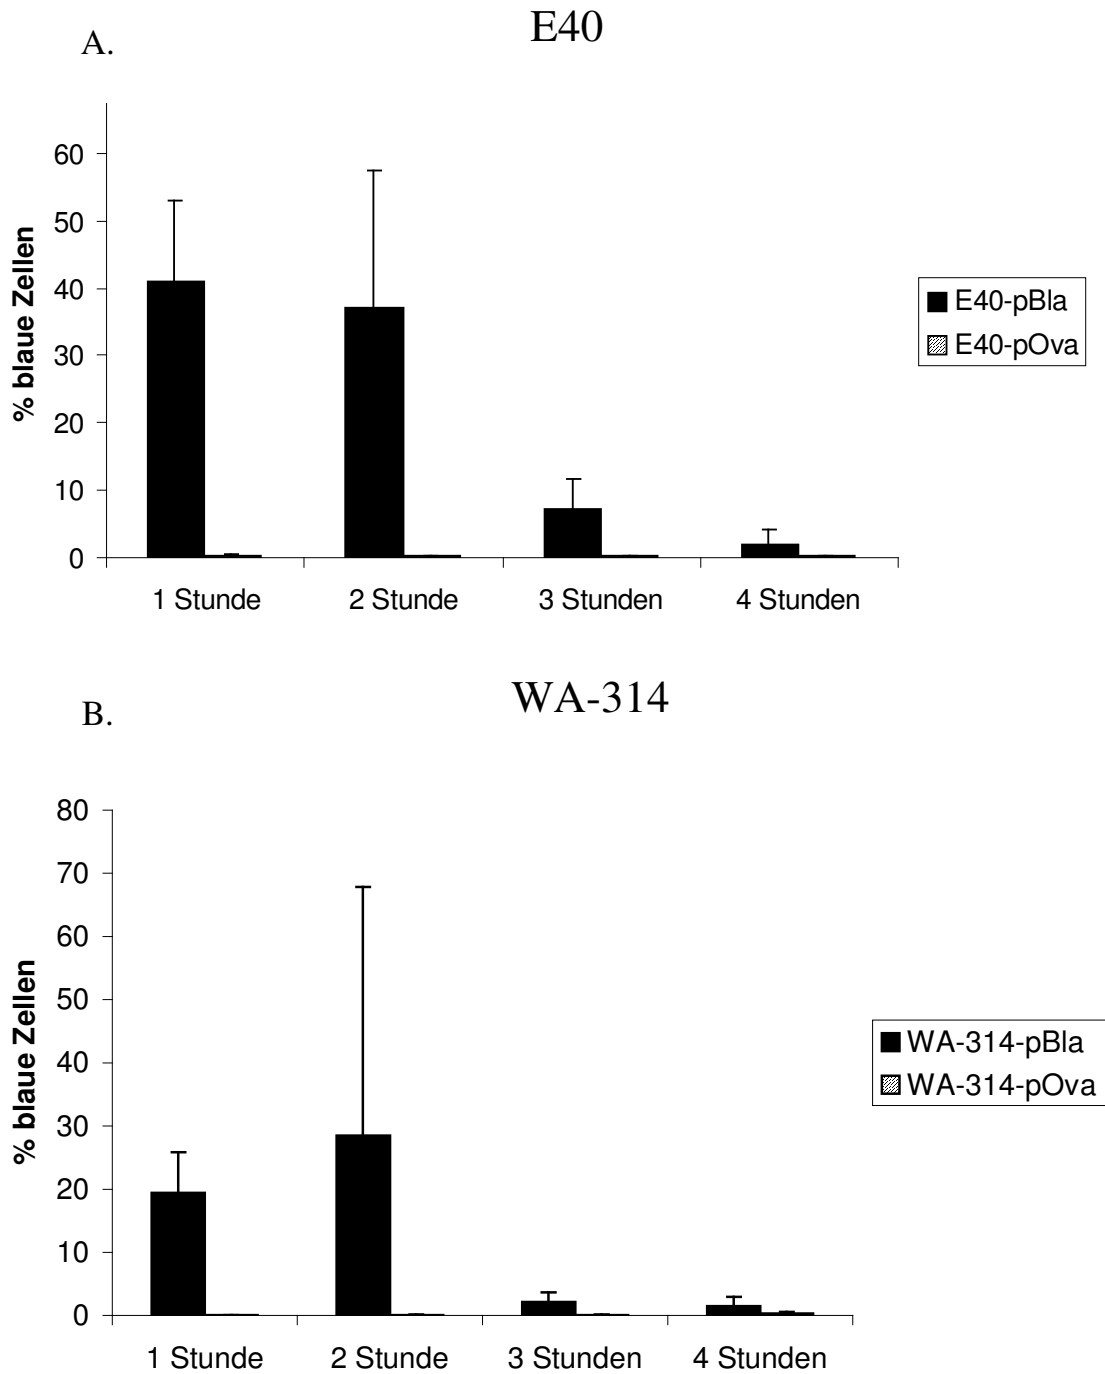 A.
E40
60
50
40
30
20
10
0
% blaue Zellen
1 Stunde
2 Stunde
3 Stunden
4 Stunden
E40-pBla
E40-pOva
B.
WA-314
80
70
60
50
40
30
20
10
0
% blaue Zellen
1 Stunde
2 Stunde
3 Stunden
4 Stunden
WA-314-pBla
WA-314-pOva